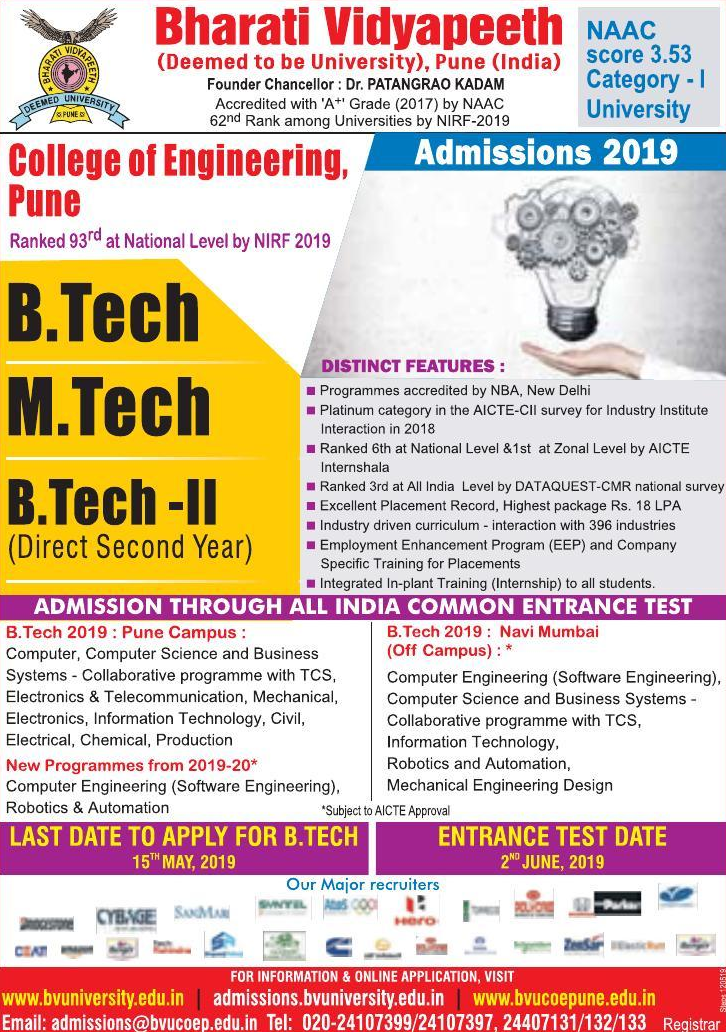 BHARATI VIDYAPEETH
DEEMED UNIVERSITY
PUNE
Bharati Vidyapeeth
(Deemed to be University), Pune (India)
Founder Chancellor : Dr. PATANGRAO KADAM
Accredited with 'A+' Grade (2017) by NAAC
62nd Rank among Universities by NIRF-2019
NAAC
score 3.53
Category - I
University
College of Engineering,
Pune
Ranked 93rd at National Level by NIRF 2019
Admissions 2019
B.Tech
M.Tech
B.Tech -II
(Direct Second Year)
DISTINCT FEATURES :
Programmes accredited by NBA, New Delhi
Platinum category in the AICTE-CII survey for Industry Institute
Interaction in 2018
Ranked 6th at National Level &1st at Zonal Level by AICTE
Internshala
Ranked 3rd at All India Level by DATAQUEST-CMR national survey
Excellent Placement Record, Highest package Rs. 18 LPA
Industry driven curriculum - interaction with 396 industries
Employment Enhancement Program (EEP) and Company
Specific Training for Placements
Integrated In-plant Training (Internship) to all students.
ADMISSION THROUGH ALL INDIA COMMON ENTRANCE TEST
B.Tech 2019 : Pune Campus :
Computer, Computer Science and Business
Systems - Collaborative programme with TCS,
Electronics & Telecommunication, Mechanical,
Electronics, Information Technology, Civil,
Electrical, Chemical, Production
New Programmes from 2019-20*
Computer Engineering (Software Engineering),
Robotics & Automation
B.Tech 2019 : Navi Mumbai
(Off Campus) : *
Computer Engineering (Software Engineering),
Computer Science and Business Systems -
Collaborative programme with TCS,
Information Technology,
Robotics and Automation,
Mechanical Engineering Design
*Subject to AICTE Approval
LAST DATE TO APPLY FOR B.TECH
15TH MAY, 2019
ENTRANCE TEST DATE
2ND JUNE, 2019
Our Major recruiters
BRIDGESTONE
CYBAGE
SANMAR
SYNTEL
Atos
HERO
Parker
CEAT
amazon
Tech Mahindra
ZenSar
ElasticRun
FOR INFORMATION & ONLINE APPLICATION, VISIT
www.bvuniversity.edu.in | admissions.bvuniversity.edu.in | www.bvucoepune.edu.in
Email: admissions@bvucoep.edu.in Tel: 020-24107399/24107397, 24407131/132/133 Registrar